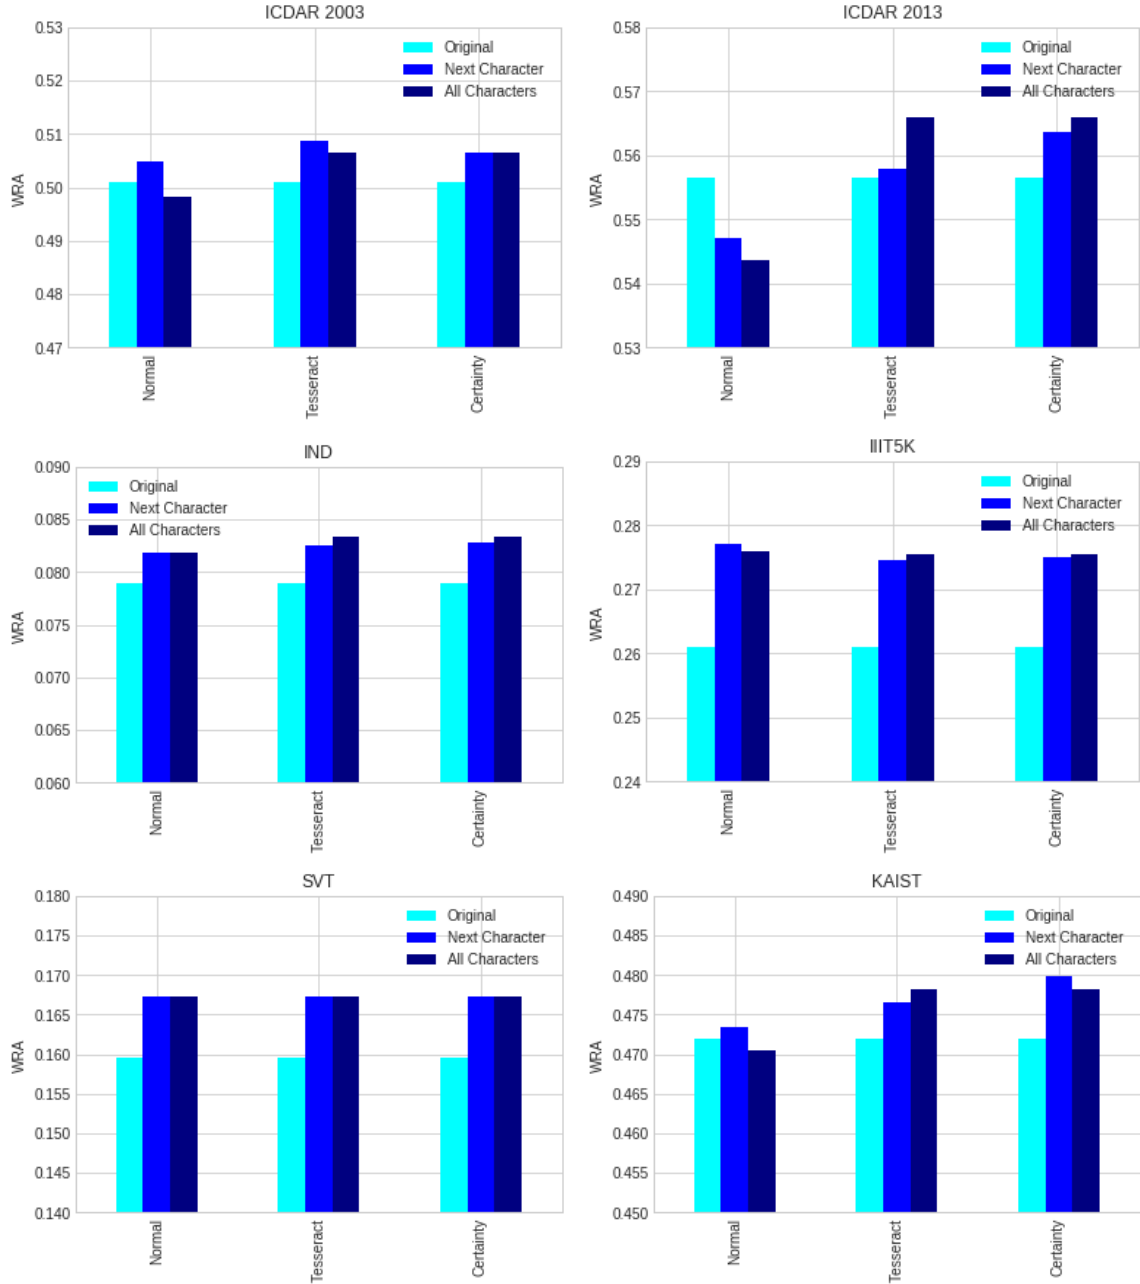 ICDAR 2003
0.53
0.52
0.51
0.50
0.49
0.48
0.47
WRA
Original
Next Character
All Characters
Normal
Tesseract
Certainty
ICDAR 2013
0.58
0.57
0.56
0.55
0.54
0.53
WRA
Original
Next Character
All Characters
Normal
Tesseract
Certainty
IND
0.090
0.085
0.080
0.075
0.070
0.065
0.060
WRA
Original
Next Character
All Characters
Normal
Tesseract
Certainty
IIIT5K
0.29
0.28
0.27
0.26
0.25
0.24
WRA
Original
Next Character
All Characters
Normal
Tesseract
Certainty
SVT
0.180
0.175
0.170
0.165
0.160
0.155
0.150
0.145
0.140
WRA
Original
Next Character
All Characters
Normal
Tesseract
Certainty
KAIST
0.490
0.485
0.480
0.475
0.470
0.465
0.460
0.455
0.450
WRA
Original
Next Character
All Characters
Normal
Tesseract
Certainty